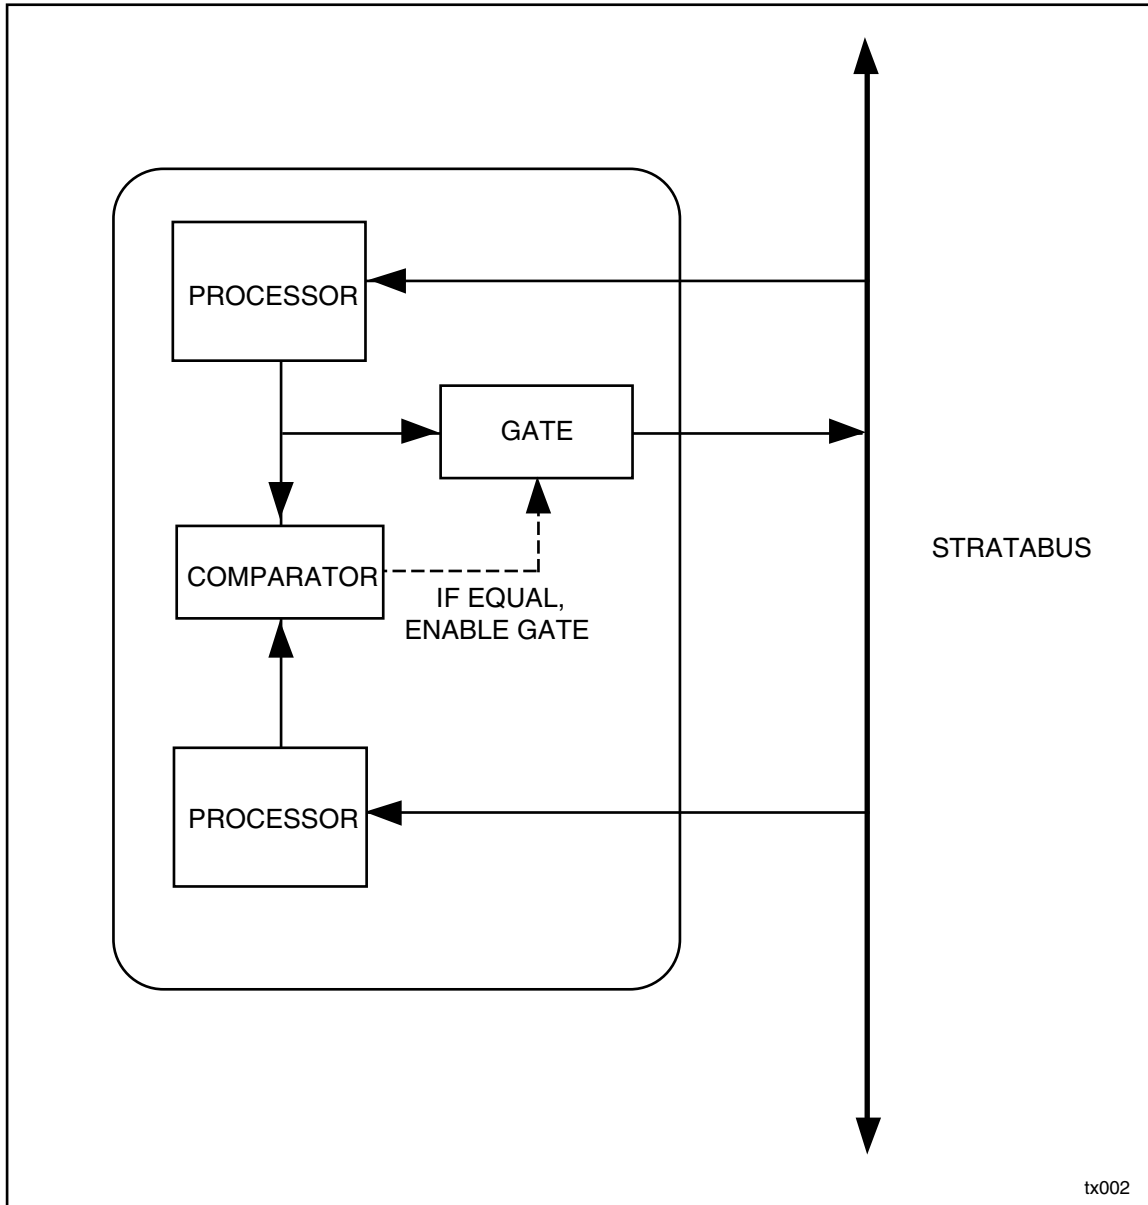 PROCESSOR
GATE
STRATABUS
COMPARATOR
IF EQUAL,
ENABLE GATE
PROCESSOR
tx002